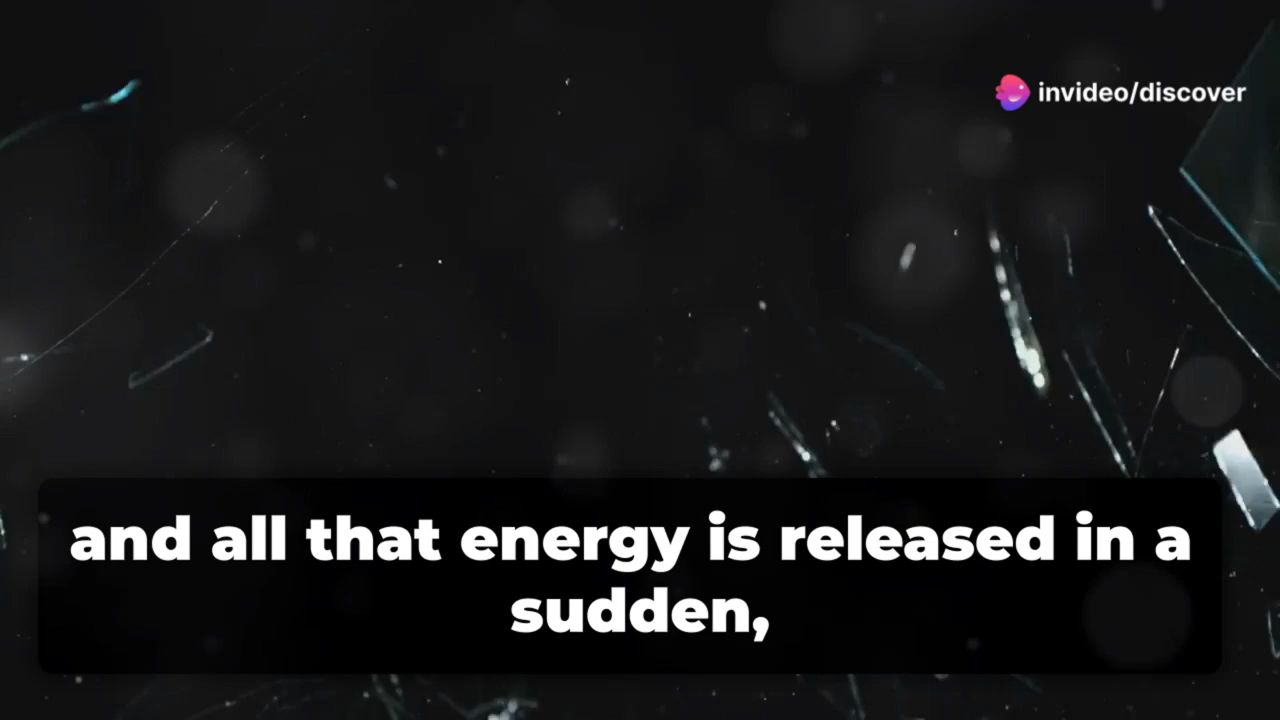 invideo/discover
and all that energy is released in a
sudden,